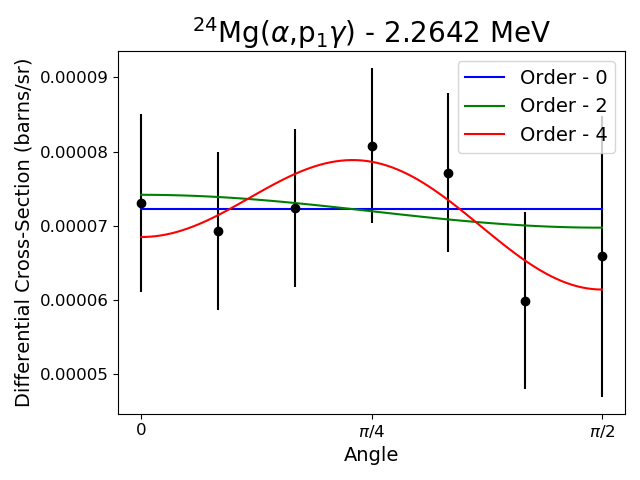 ²⁴Mg(α,p₁γ) - 2.2642 MeV
Order - 0
Order - 2
Order - 4
Differential Cross-Section (barns/sr)
0.00009
0.00008
0.00007
0.00006
0.00005
0
π/4
π/2
Angle